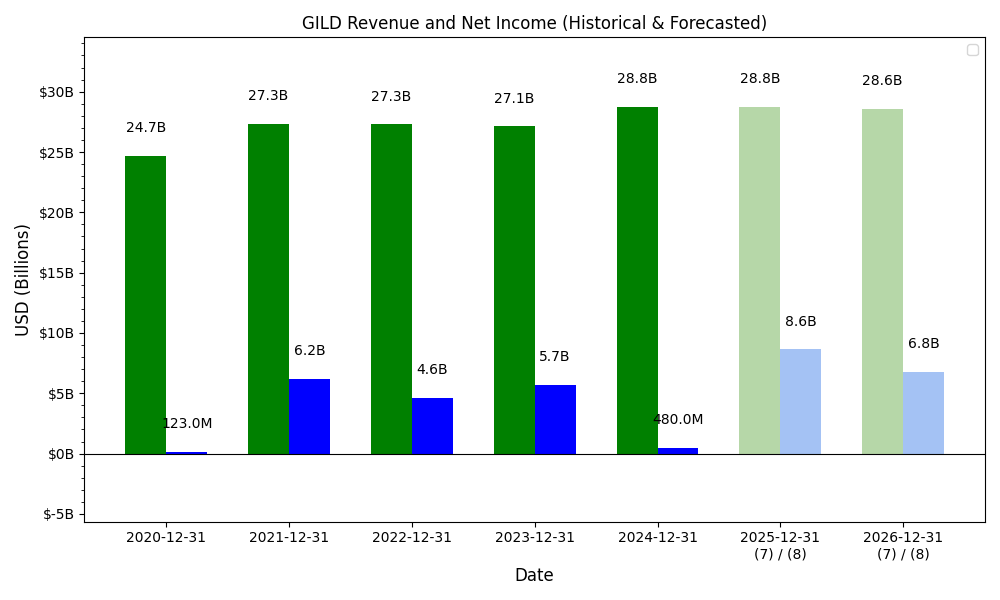 GILD Revenue and Net Income (Historical & Forecasted)
USD (Billions)
$30B
$25B
$20B
$15B
$10B
$5B
$0B
$-5B
24.7B
123.0M
27.3B
6.2B
27.3B
4.6B
27.1B
5.7B
28.8B
480.0M
28.8B
8.6B
28.6B
6.8B
2020-12-31
2021-12-31
2022-12-31
2023-12-31
2024-12-31
2025-12-31
(7) / (8)
2026-12-31
(7) / (8)
Date